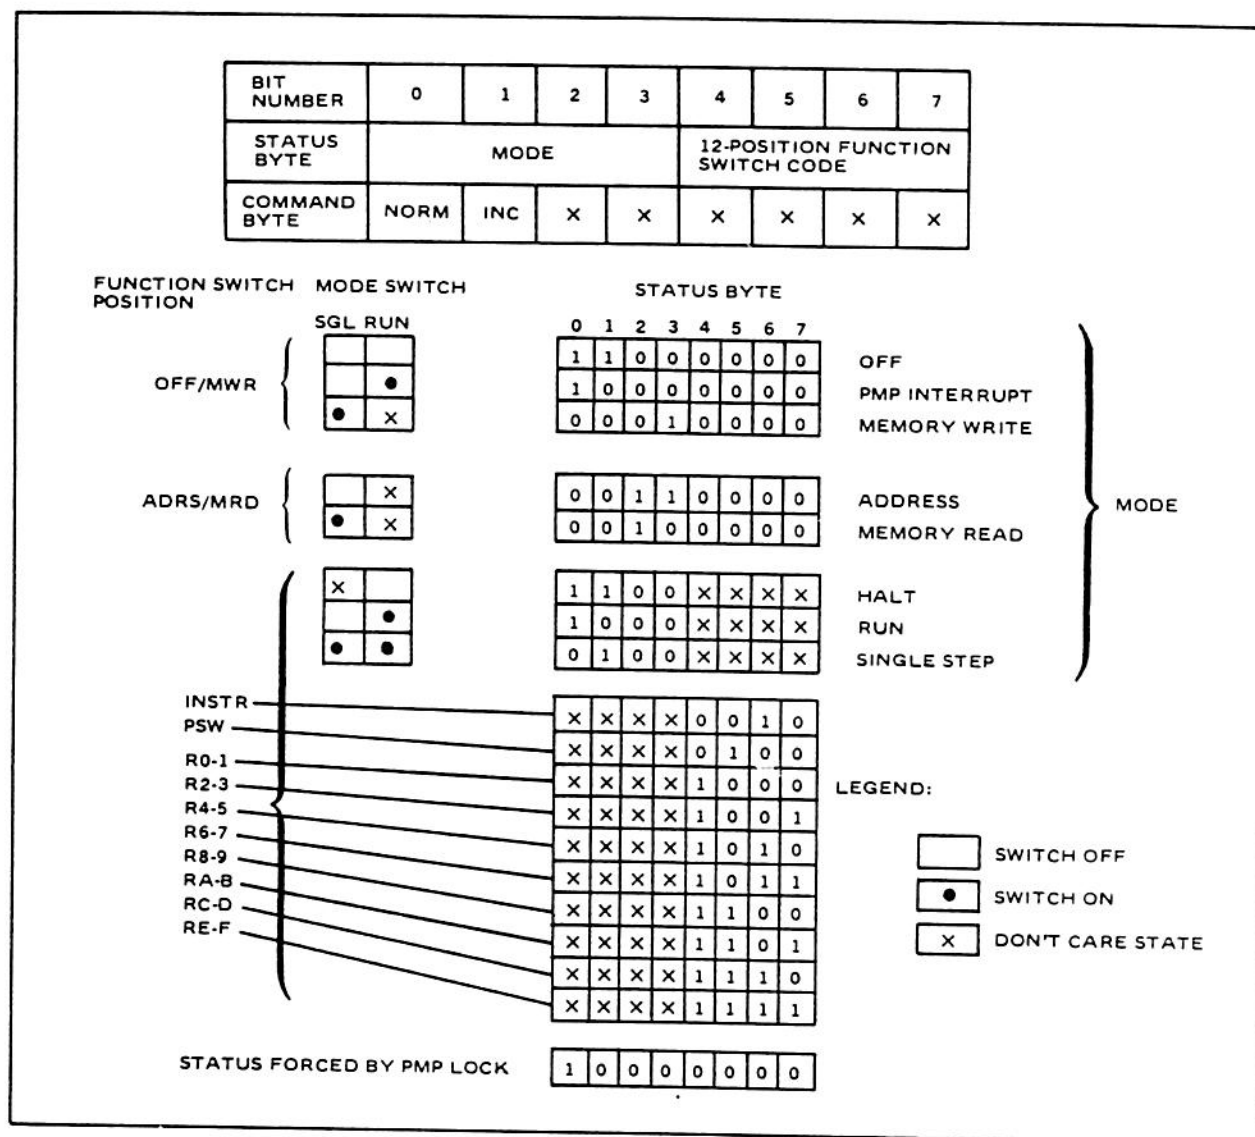 BIT NUMBER 0 1 2 3 4 5 6 7
STATUS BYTE MODE 12-POSITION FUNCTION SWITCH CODE
COMMAND BYTE NORM INC X X X X X X
FUNCTION SWITCH POSITION MODE SWITCH STATUS BYTE
SGL RUN 0 1 2 3 4 5 6 7
1 1 0 0 0 0 0 0 OFF
OFF/MWR ● 1 0 0 0 0 0 0 0 PMP INTERRUPT
● X 0 0 0 1 0 0 0 0 MEMORY WRITE
ADRS/MRD X 0 0 1 1 0 0 0 0 ADDRESS
● X 0 0 1 0 0 0 0 0 MEMORY READ
MODE
X 1 1 0 0 X X X X HALT
● 1 0 0 0 X X X X RUN
● ● 0 1 0 0 X X X X SINGLE STEP
INSTR X X X X 0 0 1 0
PSW X X X X 0 1 0 0
R0-1 X X X X 1 0 0 0
R2-3 X X X X 1 0 0 1
R4-5 X X X X 1 0 1 0
R6-7 X X X X 1 0 1 1
R8-9 X X X X 1 1 0 0
RA-B X X X X 1 1 0 1
RC-D X X X X 1 1 1 0
RE-F X X X X 1 1 1 1
LEGEND:
SWITCH OFF
● SWITCH ON
X DON'T CARE STATE
STATUS FORCED BY PMP LOCK 1 0 0 0 0 0 0 0